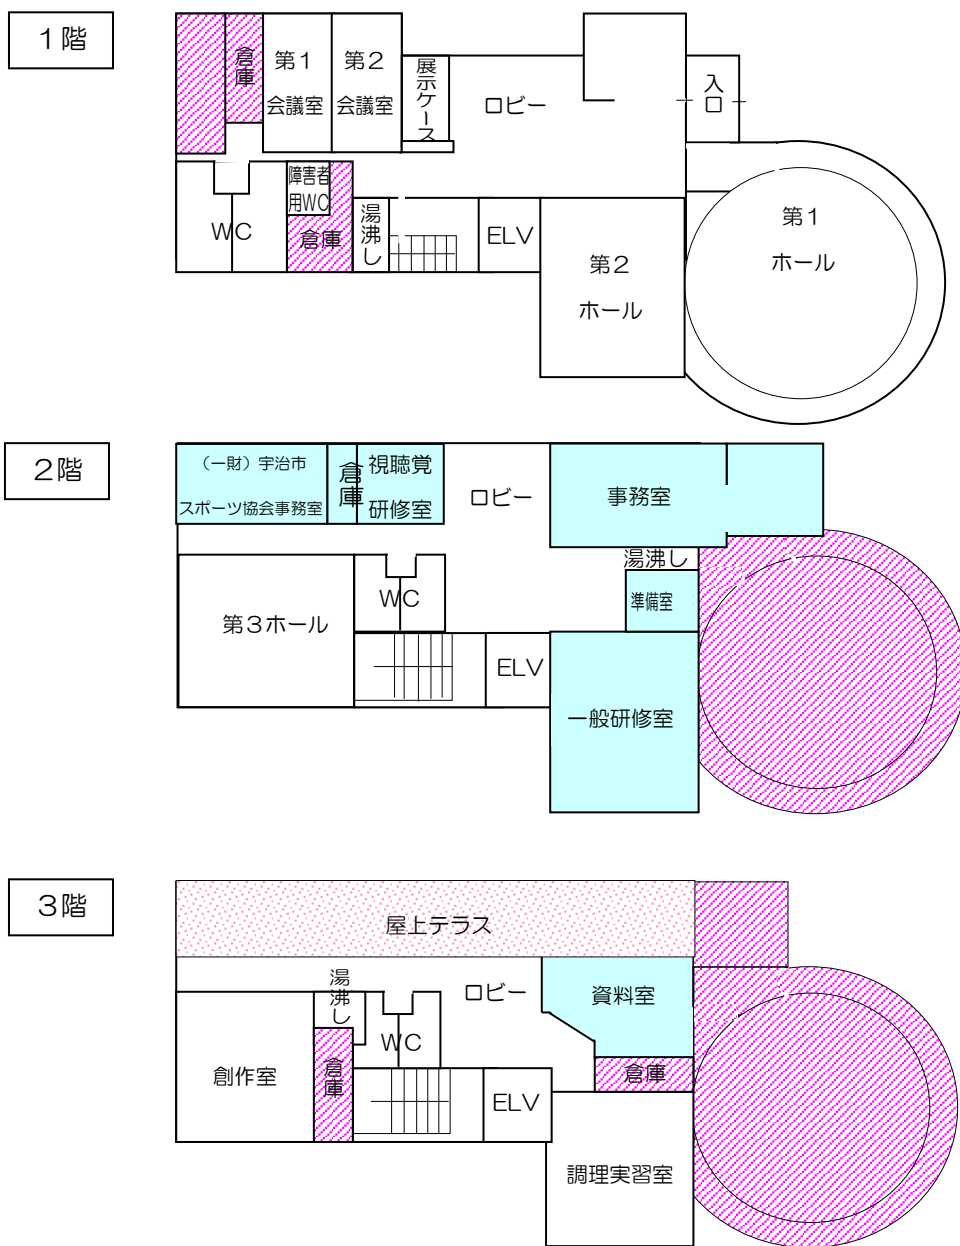 １階
倉庫
第１
会議室
第２
会議室
展示ケース
ロビー
入口
障害者
用WC
WC
倉庫
湯沸し
ELV
第２
ホール
第１
ホール
２階
（一財）宇治市
スポーツ協会事務室
倉庫
視聴覚
研修室
ロビー
事務室
湯沸し
準備室
WC
第３ホール
ELV
一般研修室
３階
屋上テラス
湯沸し
ロビー
資料室
WC
創作室
倉庫
倉庫
ELV
調理実習室